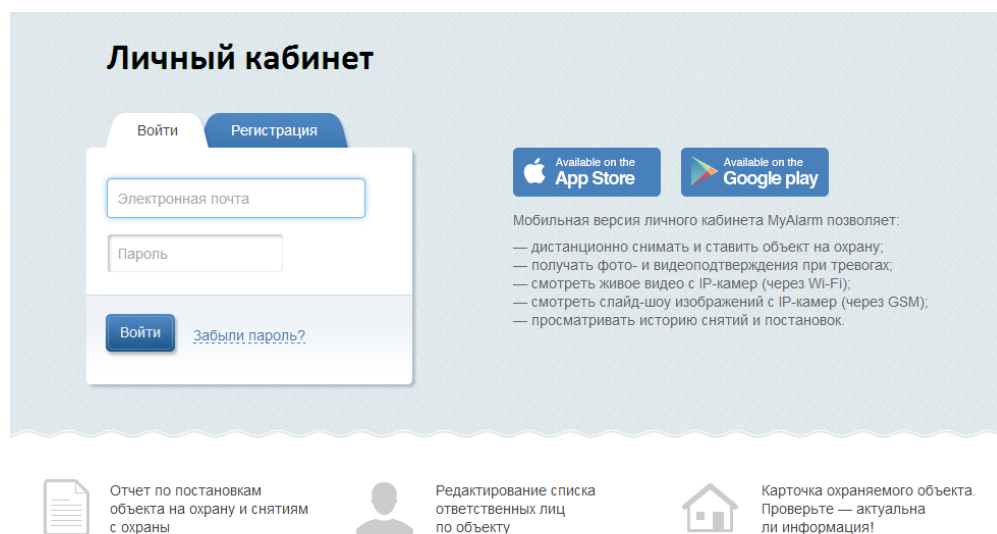 Личный кабинет
Войти
Регистрация
Электронная почта
Пароль
Войти
Забыли пароль?
Available on the
App Store
Available on the
Google play
Мобильная версия личного кабинета MyAlarm позволяет:
— дистанционно снимать и ставить объект на охрану;
— получать фото- и видеоподтверждения при тревогах;
— смотреть живое видео с IP-камер (через Wi-Fi);
— смотреть слайд-шоу изображений с IP-камер (через GSM);
— просматривать историю снятий и постановок.
Отчет по постановкам
объекта на охрану и снятиям
с охраны
Редактирование списка
ответственных лиц
по объекту
Карточка охраняемого объекта.
Проверьте — актуальна
ли информация!